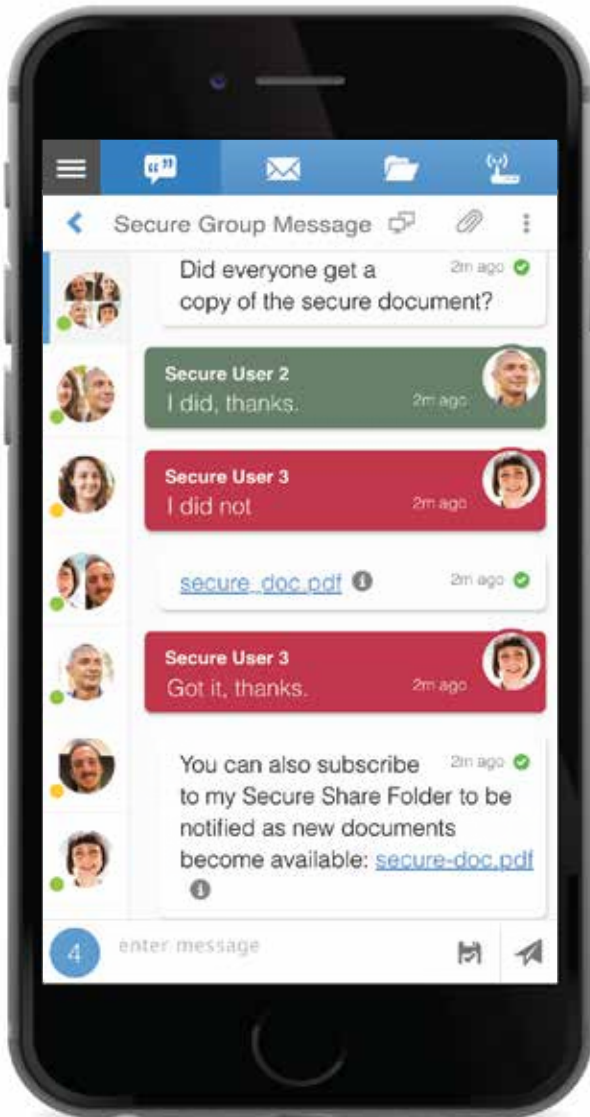 “ ”
Secure Group Message
Did everyone get a 2m ago
copy of the secure document?
Secure User 2
I did, thanks. 2m ago
Secure User 3
I did not 2m ago
secure_doc.pdf 2m ago
Secure User 3
Got it, thanks. 2m ago
You can also subscribe 2m ago
to my Secure Share Folder to be
notified as new documents
become available: secure-doc.pdf
4 enter message